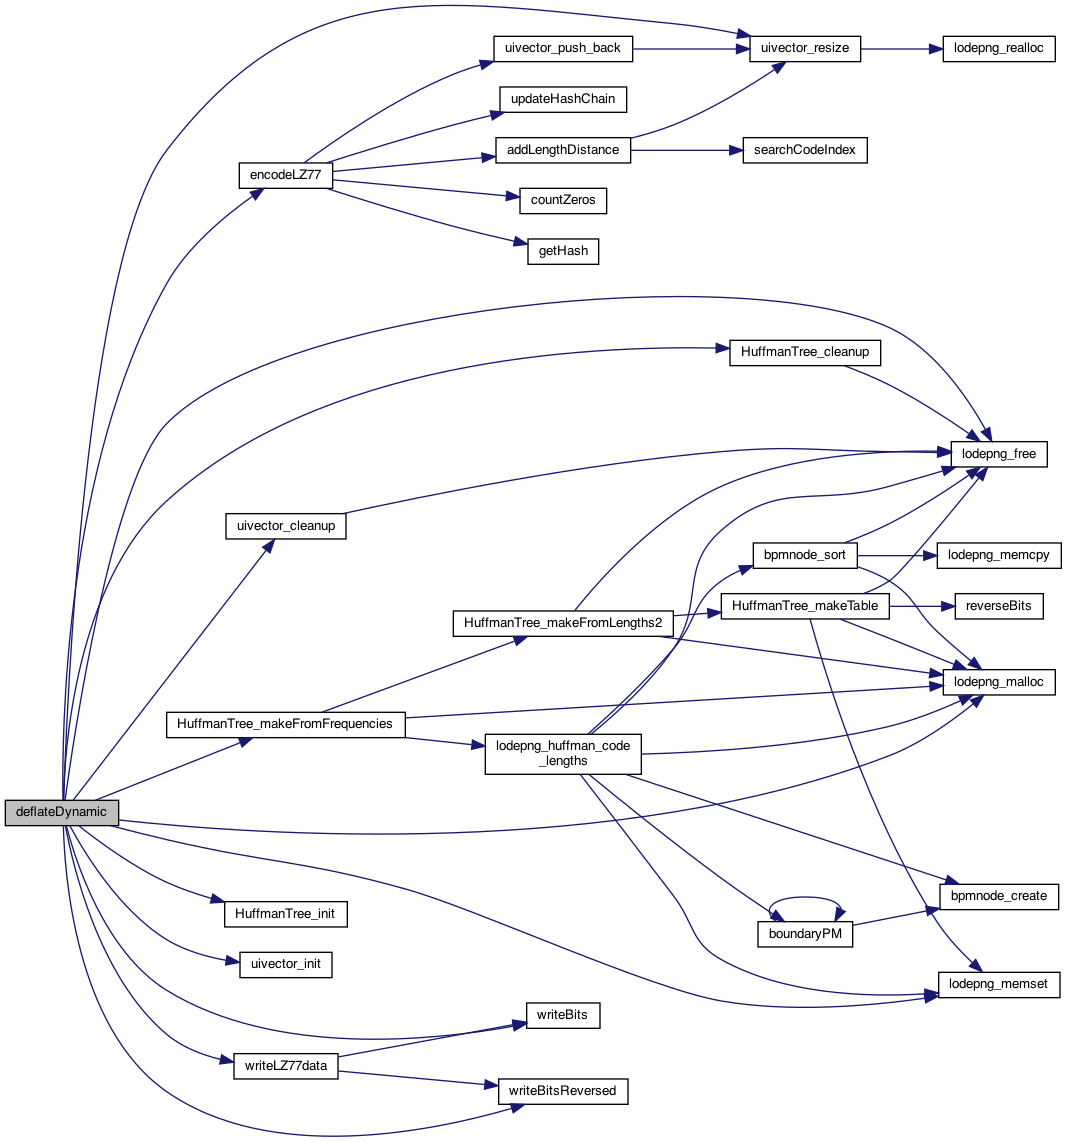 uivector_push_back
uivector_resize
lodepng_realloc
updateHashChain
addLengthDistance
searchCodeIndex
encodeLZ77
countZeros
getHash
HuffmanTree_cleanup
lodepng_free
uivector_cleanup
bpmnode_sort
lodepng_memcpy
HuffmanTree_makeTable
reverseBits
HuffmanTree_makeFromLengths2
lodepng_malloc
HuffmanTree_makeFromFrequencies
lodepng_huffman_code
_lengths
deflateDynamic
bpmnode_create
HuffmanTree_init
boundaryPM
uivector_init
lodepng_memset
writeBits
writeLZ77data
writeBitsReversed